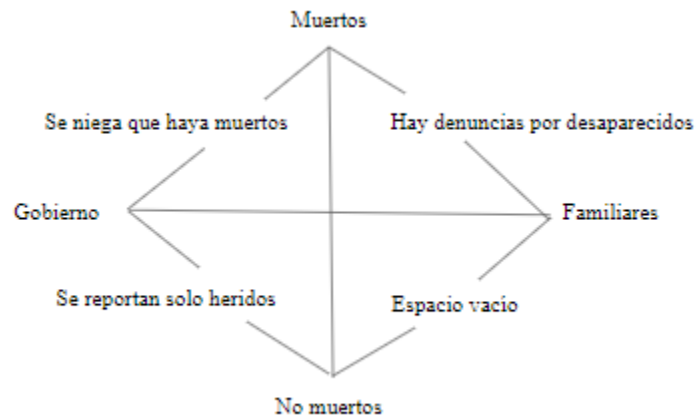 Muertos
Se niega que haya muertos
Hay denuncias por desaparecidos
Gobierno
Familiares
Se reportan solo heridos
Espacio vacío
No muertos